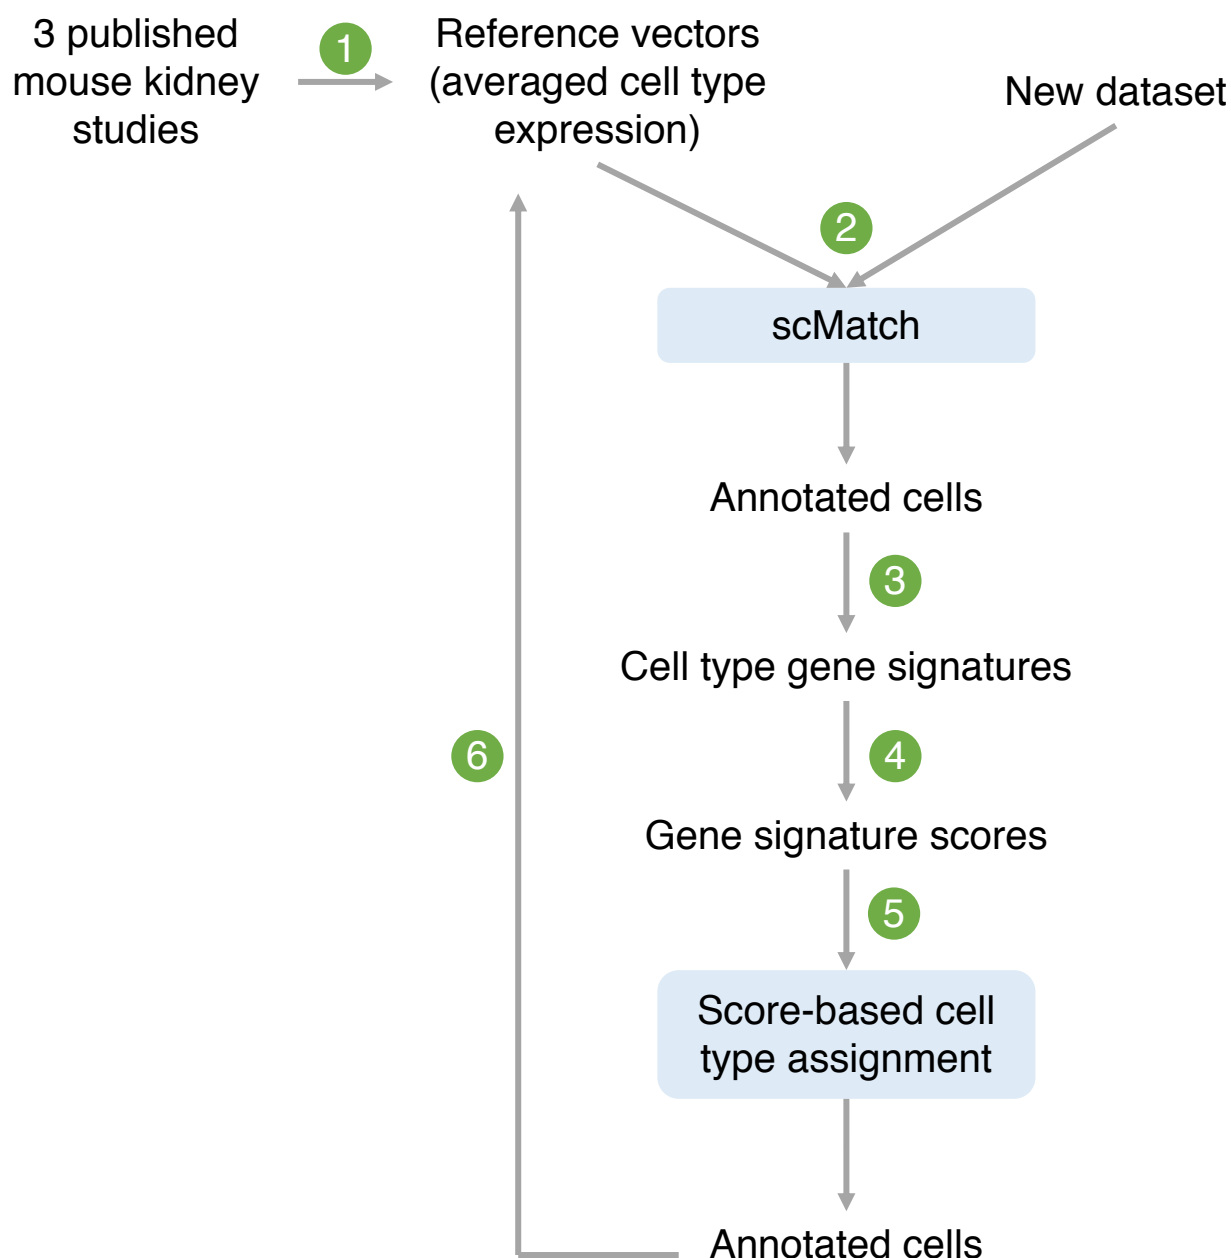 3 published
mouse kidney
studies
1
Reference vectors
(averaged cell type
expression)
New dataset
2
scMatch
Annotated cells
3
Cell type gene signatures
4
6
Gene signature scores
5
Score-based cell
type assignment
Annotated cells